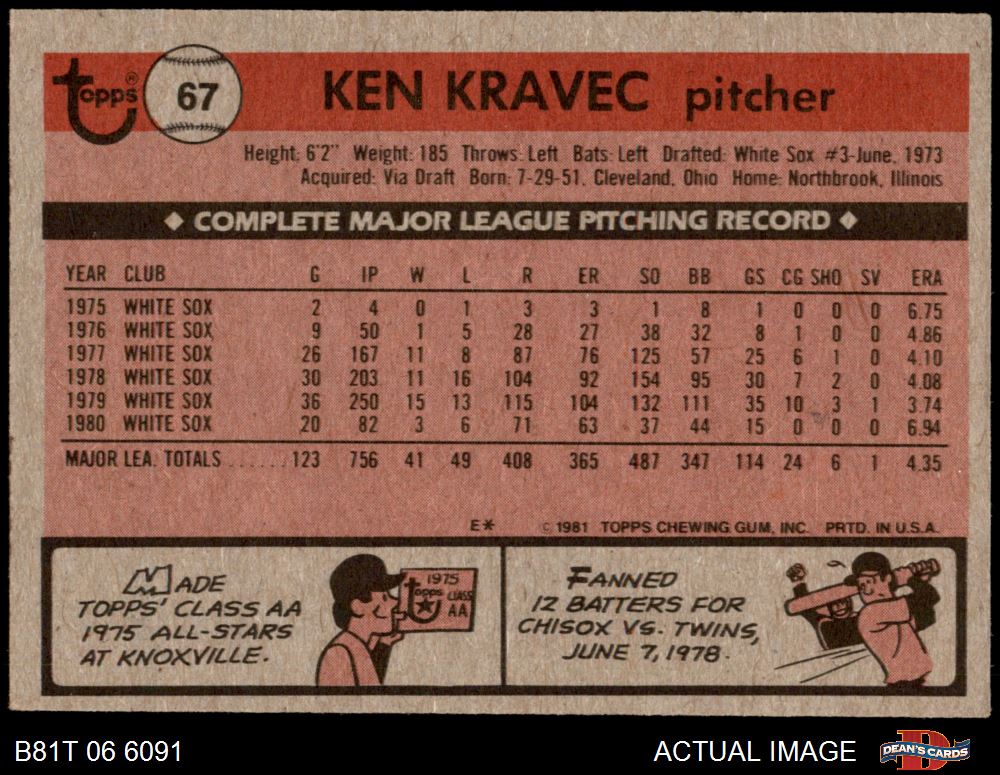 Topps®
67
KEN KRAVEC pitcher
Height: 6'2" Weight: 185 Throws: Left Bats: Left Drafted: White Sox #3-June, 1973
Acquired: Via Draft Born: 7-29-51, Cleveland, Ohio Home: Northbrook, Illinois
◆ COMPLETE MAJOR LEAGUE PITCHING RECORD ◆
YEAR CLUB G IP W L R ER SO BB GS CG SHO SV ERA
1975 WHITE SOX 2 4 0 1 3 3 1 8 1 0 0 0 6.75
1976 WHITE SOX 9 50 1 5 28 27 38 32 8 1 0 0 4.86
1977 WHITE SOX 26 167 11 8 87 76 125 57 25 6 1 0 4.10
1978 WHITE SOX 30 203 11 16 104 92 154 95 30 7 2 0 4.08
1979 WHITE SOX 36 250 15 13 115 104 132 111 35 10 3 1 3.74
1980 WHITE SOX 20 82 3 6 71 63 37 44 15 0 0 0 6.94
MAJOR LEA. TOTALS ...... 123 756 41 49 408 365 487 347 114 24 6 1 4.35
E* © 1981 TOPPS CHEWING GUM, INC. PRTD. IN U.S.A.
MADE
TOPPS' CLASS AA
1975 ALL-STARS
AT KNOXVILLE.
1975
Topps CLASS
AA
FANNED
12 BATTERS FOR
CHISOX VS. TWINS,
JUNE 7, 1978.
B81T 06 6091
ACTUAL IMAGE
D
DEAN'S CARDS